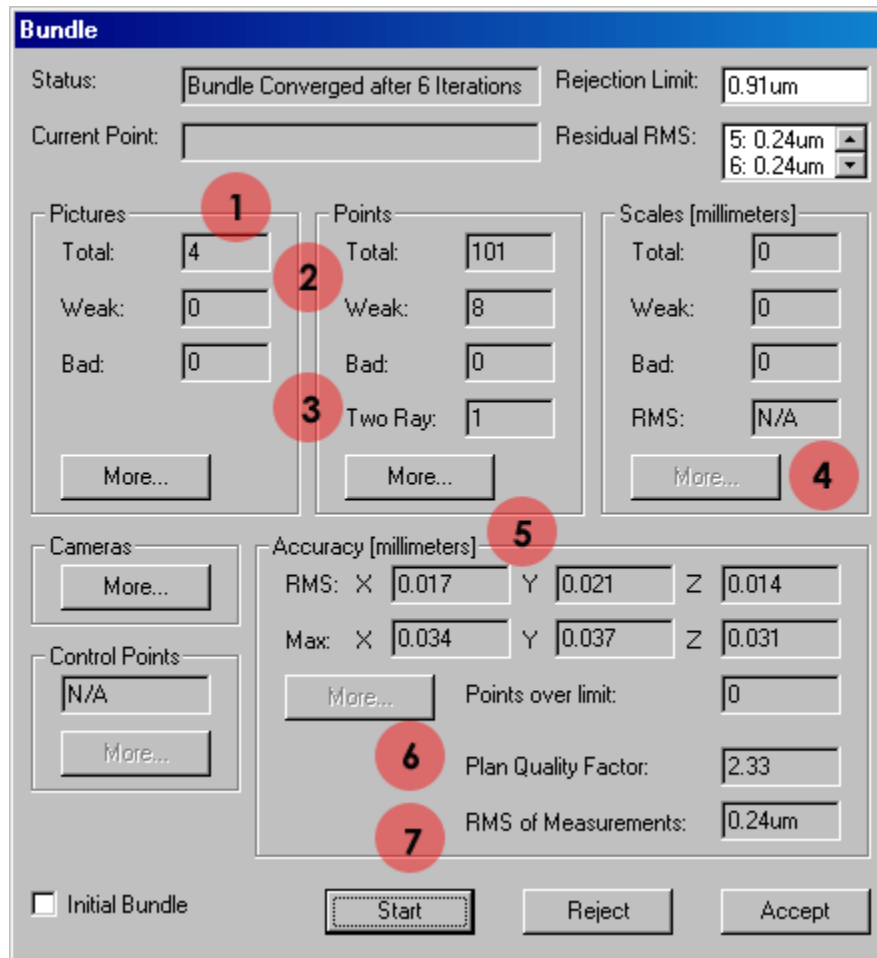 Bundle
Status: Bundle Converged after 6 Iterations Rejection Limit: 0.91um
Current Point: Residual RMS: 5: 0.24um
6: 0.24um
1
Pictures Points Scales [millimeters]
Total: 4 Total: 101 Total: 0
2
Weak: 0 Weak: 8 Weak: 0
Bad: 0 Bad: 0 Bad: 0
3
Two Ray: 1 RMS: N/A
More... More... More... 4
5
Cameras Accuracy [millimeters]
More... RMS: X 0.017 Y 0.021 Z 0.014
Max: X 0.034 Y 0.037 Z 0.031
Control Points
N/A More... Points over limit: 0
More... 6 Plan Quality Factor: 2.33
7 RMS of Measurements: 0.24um
Initial Bundle Start Reject Accept